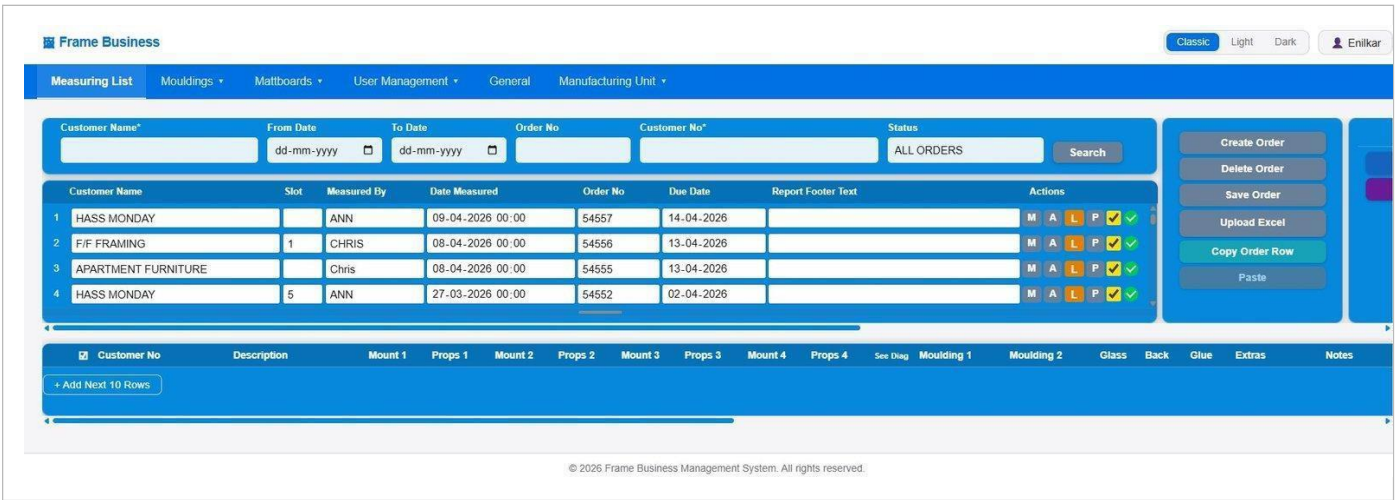 Frame Business
Classic Light Dark Enilkar
Measuring List Mouldings Mattboards User Management General Manufacturing Unit
Customer Name* From Date To Date Order No Customer No* Status
dd-mm-yyyy dd-mm-yyyy ALL ORDERS Search
Create Order
Delete Order
Save Order
Upload Excel
Copy Order Row
Paste
Customer Name Slot Measured By Date Measured Order No Due Date Report Footer Text Actions
1 HASS MONDAY ANN 09-04-2026 00:00 54557 14-04-2026 M A L P
2 F/F FRAMING 1 CHRIS 08-04-2026 00:00 54556 13-04-2026 M A L P
3 APARTMENT FURNITURE Chris 08-04-2026 00:00 54555 13-04-2026 M A L P
4 HASS MONDAY 5 ANN 27-03-2026 00:00 54552 02-04-2026 M A L P
Customer No Description Mount 1 Props 1 Mount 2 Props 2 Mount 3 Props 3 Mount 4 Props 4 See Diag Moulding 1 Moulding 2 Glass Back Glue Extras Notes
+ Add Next 10 Rows
© 2026 Frame Business Management System. All rights reserved.